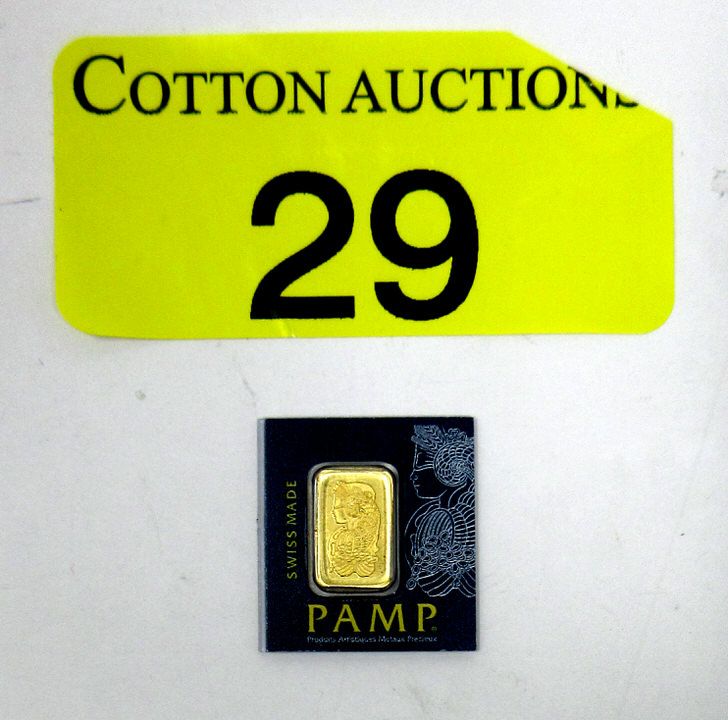 COTTON AUCTIONS
29
SWISS MADE
PAMP
Produits Artistiques Métaux Précieux